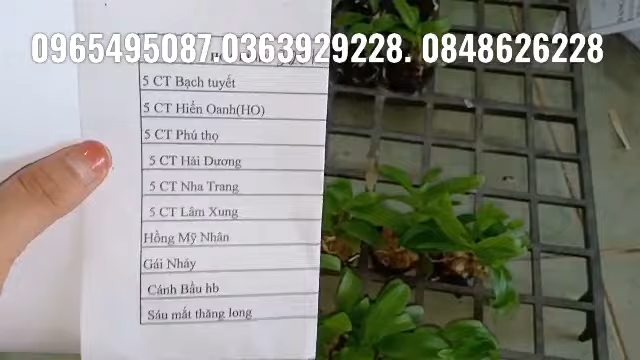 0965495087.0363929228. 0848626228
5 CT Bạch tuyết
5 CT Hiển Oanh(HO)
5 CT Phú thọ
5 CT Hải Dương
5 CT Nha Trang
5 CT Lâm Xung
Hồng Mỹ Nhân
Gái Nhảy
Cánh Bầu hb
Sáu mắt thăng long